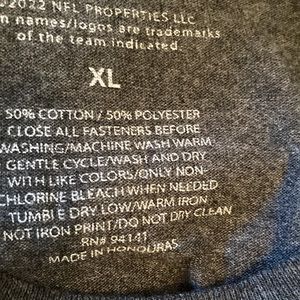 ©2022 NFL PROPERTIES LLC
names/logos are trademarks
of the team indicated.
XL
50% COTTON / 50% POLYESTER
CLOSE ALL FASTENERS BEFORE
WASHING/MACHINE WASH WARM
GENTLE CYCLE/WASH AND DRY
WITH LIKE COLORS/ONLY NON-
CHLORINE BLEACH WHEN NEEDED
TUMBLE DRY LOW/WARM IRON
NOT IRON PRINT/DO NOT DRY CLEAN
RN# 94141
MADE IN HONDURAS